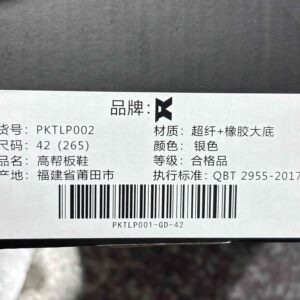 品牌:
货号: PKTLP002
材质: 超纤+橡胶大底
尺码: 42 (265)
颜色: 银色
品名: 高帮板鞋
等级: 合格品
产地: 福建省莆田市
执行标准: QBT 2955-2017
PKTLP001-GD-42